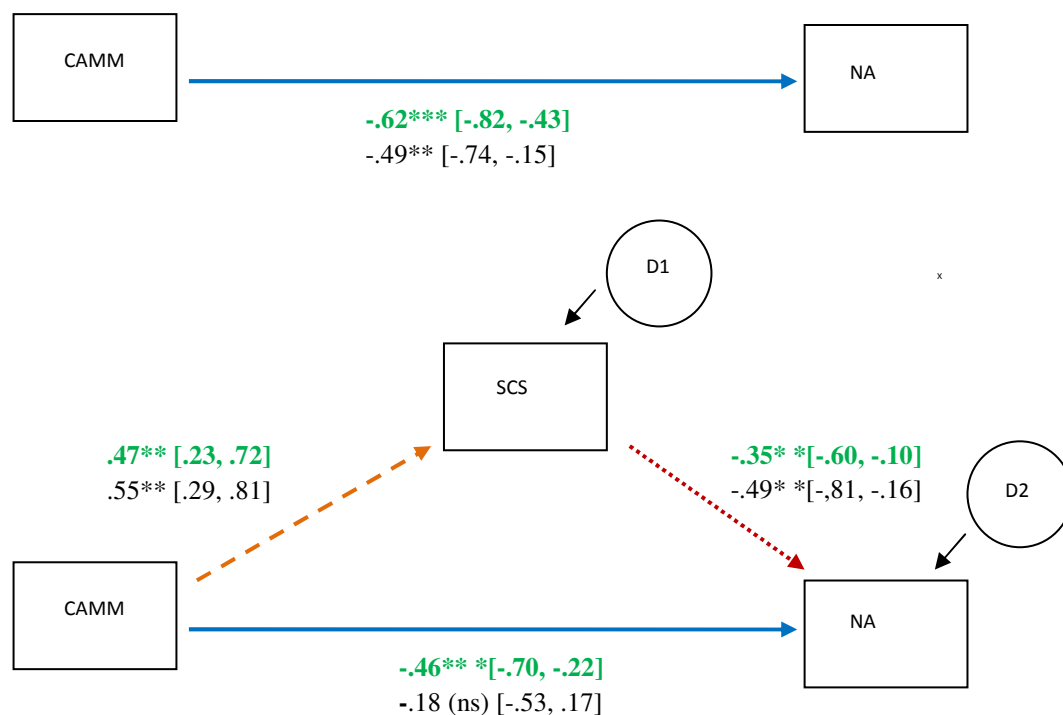 CAMM
NA
-.62*** [-.82, -.43]
-.49** [-.74, -.15]
D1
x
SCS
.47** [.23, .72]
.55** [.29, .81]
-.35* *[-.60, -.10]
-.49* *[-,81, -.16]
D2
CAMM
NA
-.46** *[-.70, -.22]
-.18 (ns) [-.53, .17]